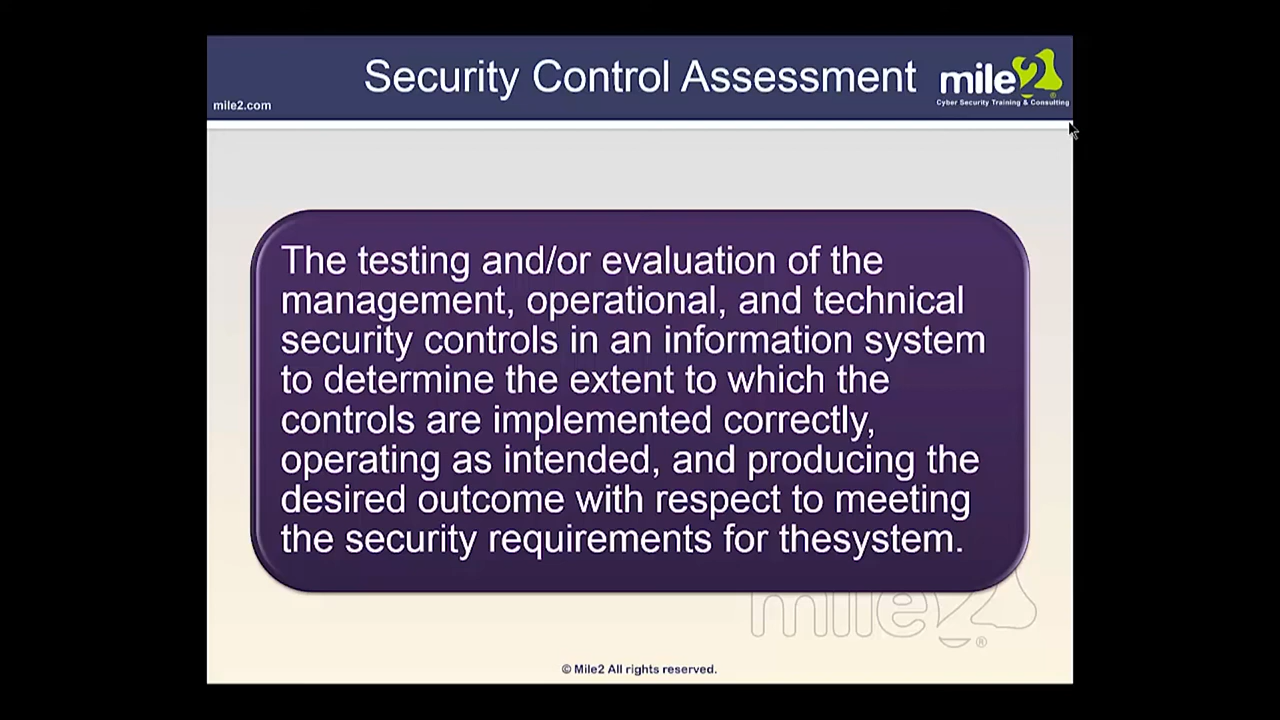 Security Control Assessment
mile2
mile2.com
Cyber Security Training & Consulting
The testing and/or evaluation of the
management, operational, and technical
security controls in an information system
to determine the extent to which the
controls are implemented correctly,
operating as intended, and producing the
desired outcome with respect to meeting
the security requirements for thesystem.
mile2®
© Mile2 All rights reserved.